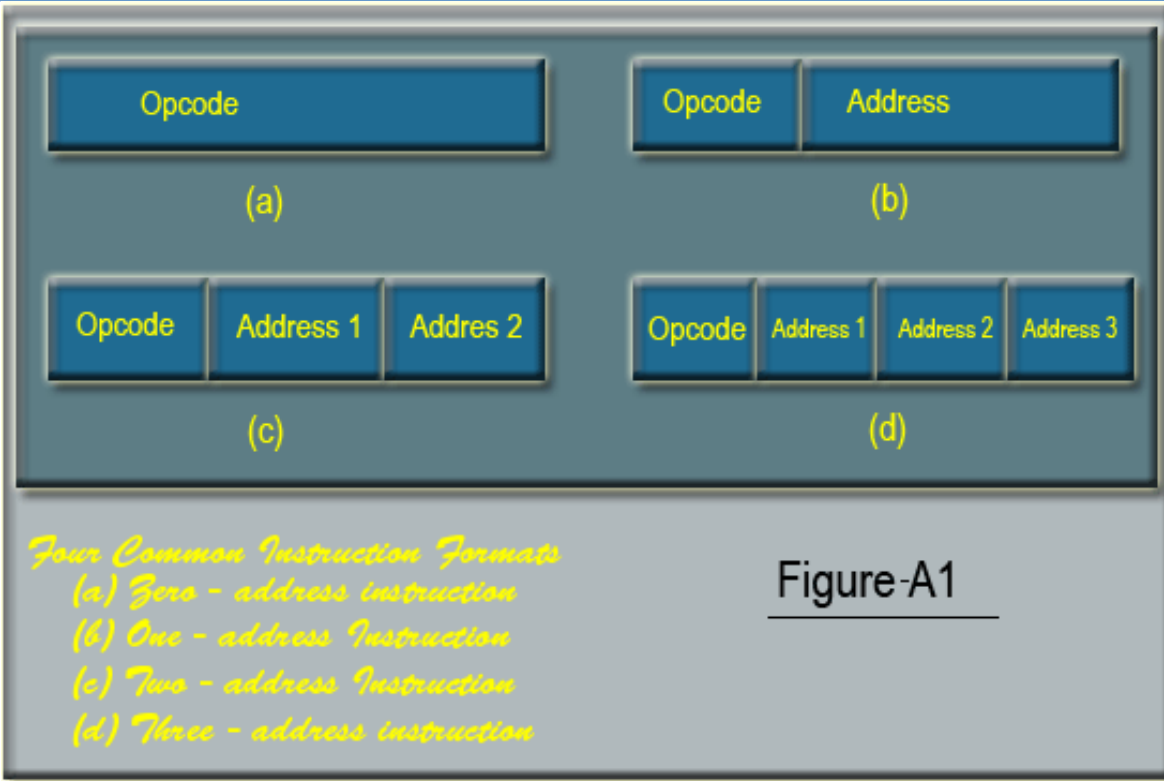 Opcode
Opcode Address
(a)
(b)
Opcode Address 1 Addres 2
Opcode Address 1 Address 2 Address 3
(c)
(d)
Four Common Instruction Formats
(a) Zero - address instruction
(b) One - address Instruction
(c) Two - address Instruction
(d) Three - address instruction
Figure-A1